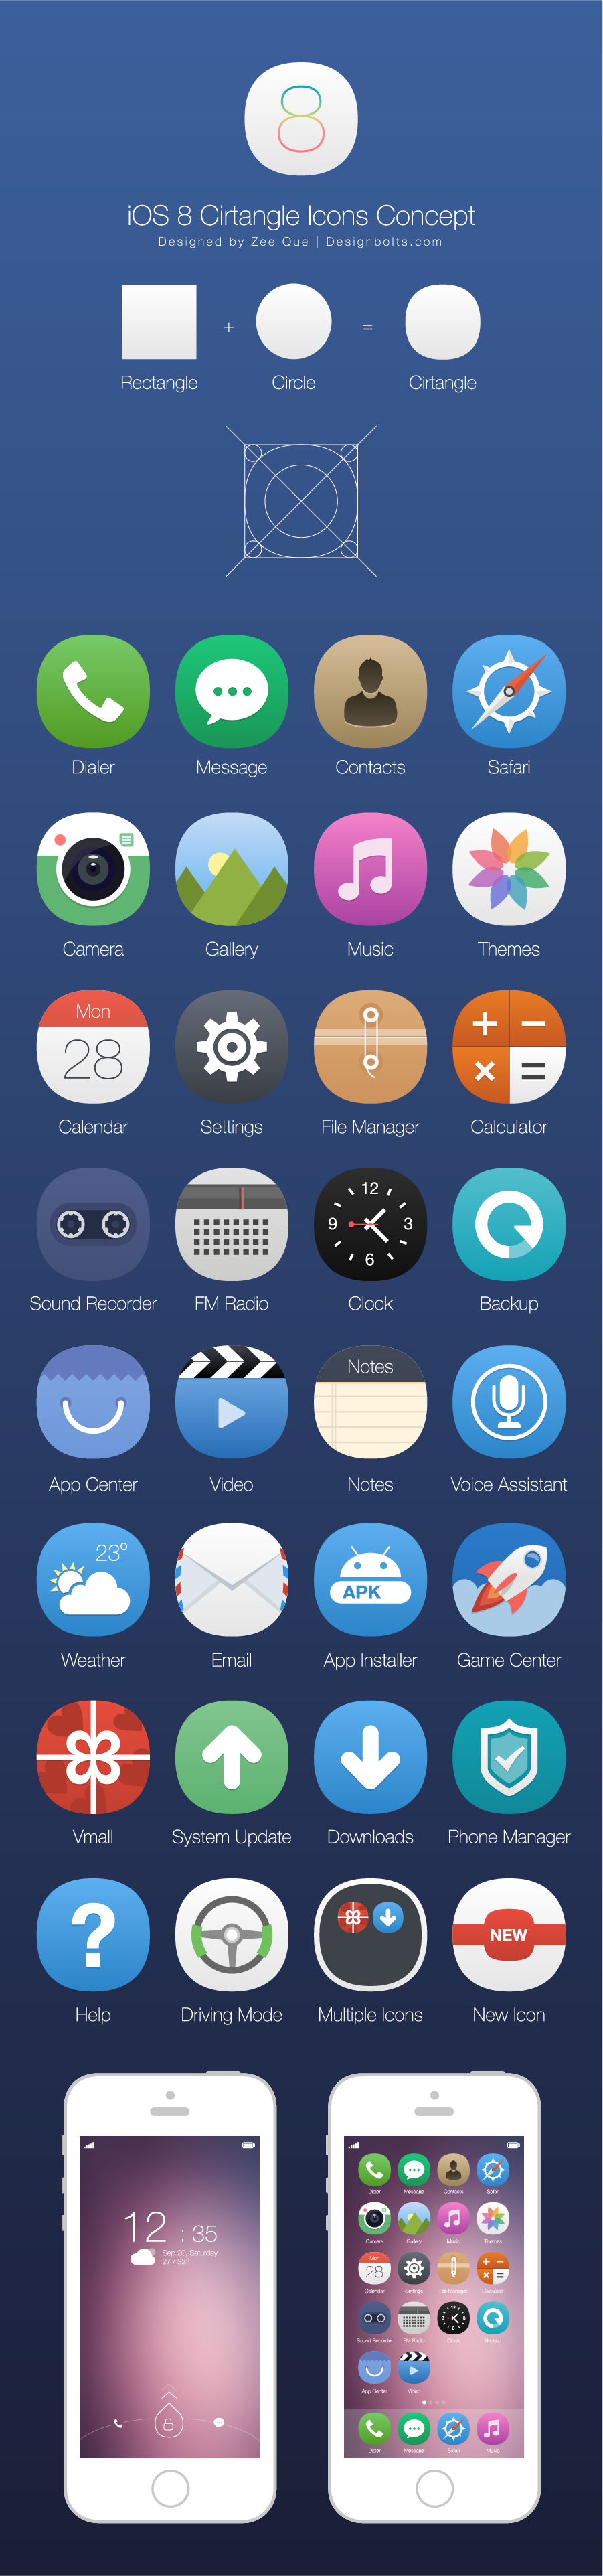 8
iOS 8 Cirtangle Icons Concept
Designed by Zee Que | Designbolts.com
+ =
Rectangle Circle Cirtangle
Dialer Message Contacts Safari
Camera Gallery Music Themes
Mon
28
+ − × =
Calendar Settings File Manager Calculator
12
9 3
6
Sound Recorder FM Radio Clock Backup
Notes
App Center Video Notes Voice Assistant
23°
APK
Weather Email App Installer Game Center
Vmall System Update Downloads Phone Manager
?
NEW
Help Driving Mode Multiple Icons New Icon
12 : 35
Sep 20, Saturday
27 / 32°
Dialer Message Contacts Safari
Camera Gallery Music Themes
Mon
28
Calendar Settings File Manager Calculator
12
Sound Recorder FM Radio Clock Backup
App Center Video
Dialer Message Safari Music